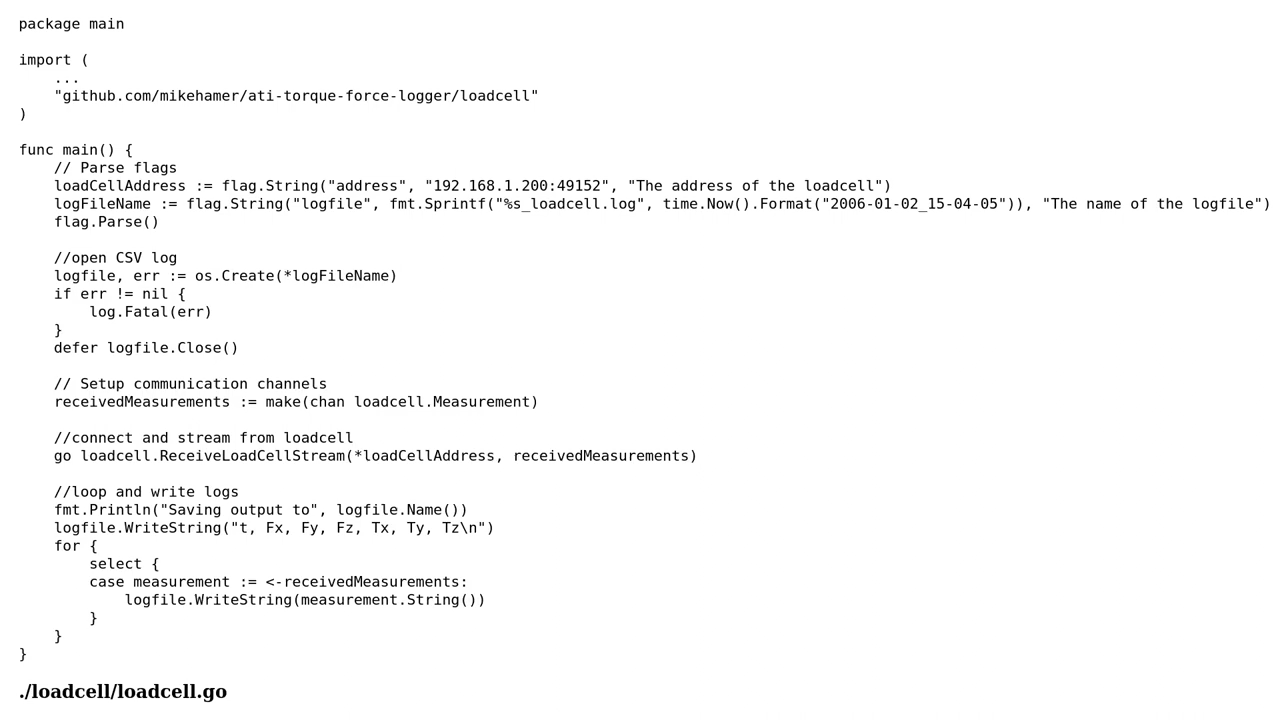 package main

import (
    ...
    "github.com/mikehamer/ati-torque-force-logger/loadcell"
)

func main() {
    // Parse flags
    loadCellAddress := flag.String("address", "192.168.1.200:49152", "The address of the loadcell")
    logFileName := flag.String("logfile", fmt.Sprintf("%s_loadcell.log", time.Now().Format("2006-01-02_15-04-05")), "The name of the logfile")
    flag.Parse()

    //open CSV log
    logfile, err := os.Create(*logFileName)
    if err != nil {
        log.Fatal(err)
    }
    defer logfile.Close()

    // Setup communication channels
    receivedMeasurements := make(chan loadcell.Measurement)

    //connect and stream from loadcell
    go loadcell.ReceiveLoadCellStream(*loadCellAddress, receivedMeasurements)

    //loop and write logs
    fmt.Println("Saving output to", logfile.Name())
    logfile.WriteString("t, Fx, Fy, Fz, Tx, Ty, Tz\n")
    for {
        select {
        case measurement := <-receivedMeasurements:
            logfile.WriteString(measurement.String())
        }
    }
}

./loadcell/loadcell.go